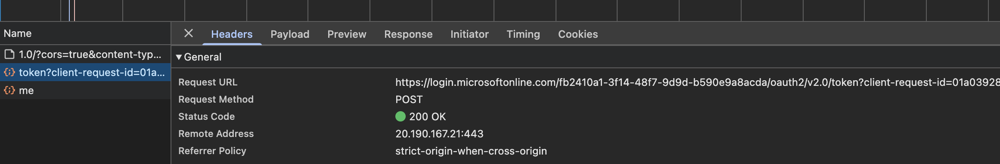 Name
Headers Payload Preview Response Initiator Timing Cookies
1.0/?cors=true&content-typ...
General
token?client-request-id=01a...
Request URL https://login.microsoftonline.com/fb2410a1-3f14-48f7-9d9d-b590e9a8acda/oauth2/v2.0/token?client-request-id=01a03928
me
Request Method POST
Status Code 200 OK
Remote Address 20.190.167.21:443
Referrer Policy strict-origin-when-cross-origin